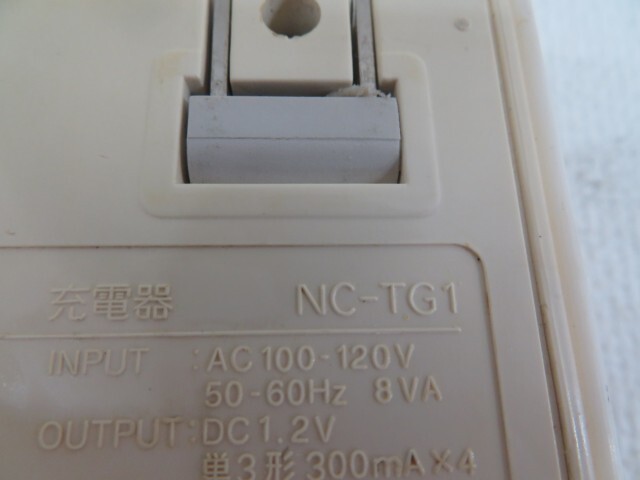 充電器 NC-TG1
INPUT :AC100-120V
50-60Hz 8VA
OUTPUT:DC1.2V
単3形 300mA×4